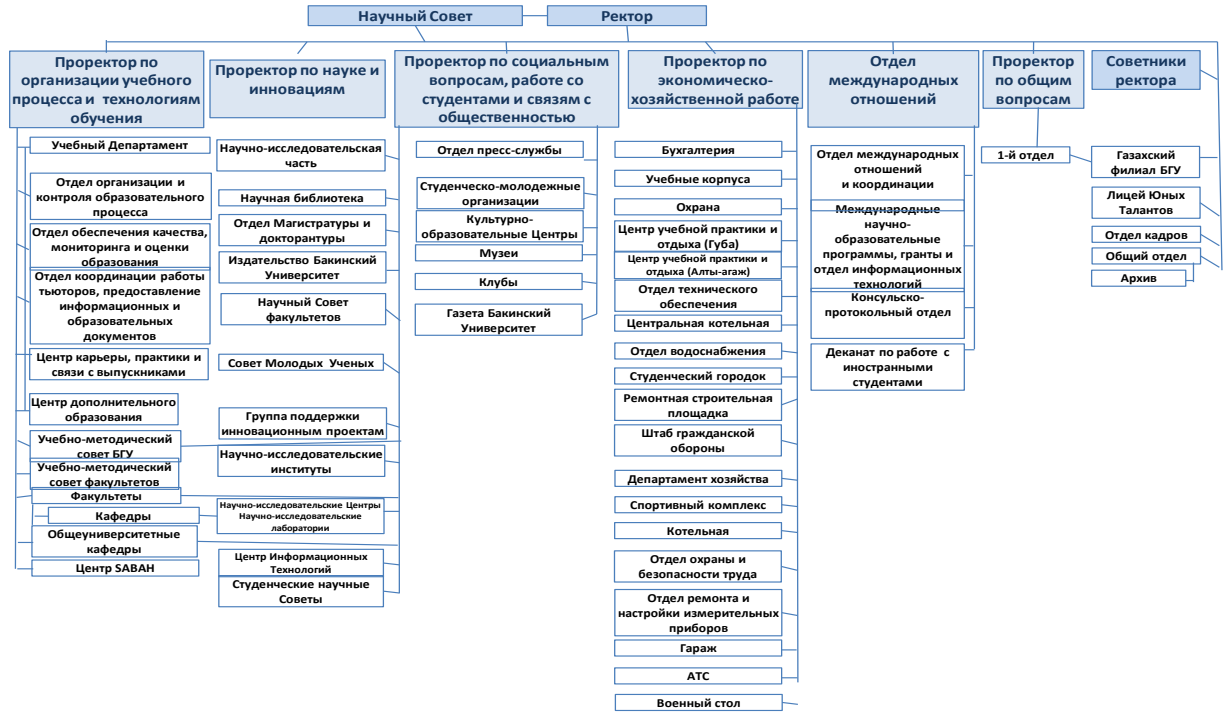 Научный Совет
Ректор
Проректор по
организации учебного
процесса и технологиям
обучения
Проректор по науке и
инновациям
Проректор по социальным
вопросам, работе со
студентами и связям с
общественностью
Проректор по
экономическо-
хозяйственной работе
Отдел
международных
отношений
Проректор
по общим
вопросам
Советники
ректора
Учебный Департамент
Отдел организации и
контроля образовательного
процесса
Отдел обеспечения качества,
мониторинга и оценки
образования
Отдел координации работы
тьюторов, предоставление
информационных и
образовательных
документов
Центр карьеры, практики и
связи с выпускниками
Центр дополнительного
образования
Учебно-методический
совет БГУ
Учебно-методический
совет факультетов
Факультеты
Кафедры
Общеуниверситетные
кафедры
Центр SABAH
Научно-исследовательская
часть
Научная библиотека
Отдел Магистратуры и
докторантуры
Издательство Бакинский
Университет
Научный Совет
факультетов
Совет Молодых Ученых
Группа поддержки
инновационным проектам
Научно-исследовательские
институты
Научно-исследовательские Центры
Научно-исследовательские
лаборатории
Центр Информационных
Технологий
Студенческие научные
Советы
Отдел пресс-службы
Студенческо-молодежные
организации
Культурно-
образовательные Центры
Музеи
Клубы
Газета Бакинский
Университет
Бухгалтерия
Учебные корпуса
Охрана
Центр учебной практики и
отдыха (Губа)
Центр учебной практики и
отдыха (Алты-агаж)
Отдел технического
обеспечения
Центральная котельная
Отдел водоснабжения
Студенческий городок
Ремонтная строительная
площадка
Штаб гражданской
обороны
Департамент хозяйства
Спортивный комплекс
Котельная
Отдел охраны и
безопасности труда
Отдел ремонта и
настройки измерительных
приборов
Гараж
АТС
Военный стол
Отдел международных
отношений
и координации
Международные
научно-
образовательные
программы, гранты и
отдел информационных
технологий
Консульско-
протокольный отдел
Деканат по работе с
иностранными
студентами
1-й отдел
Газахский
филиал БГУ
Лицей Юных
Талантов
Отдел кадров
Общий отдел
Архив